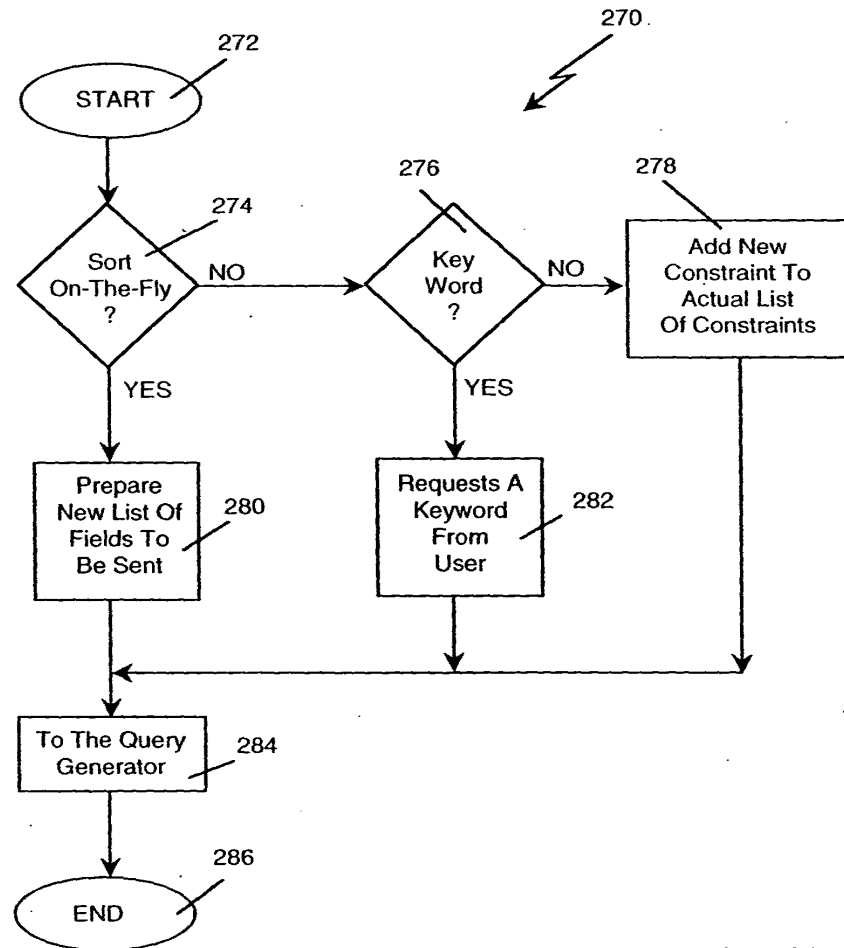 270
272
START
276
278
274
Sort
On-The-Fly
?
NO
Key
Word
?
NO
Add New
Constraint To
Actual List
Of Constraints
YES
YES
Prepare
New List Of
Fields To
Be Sent
280
Requests A
Keyword
From
User
282
To The Query
Generator
284
286
END